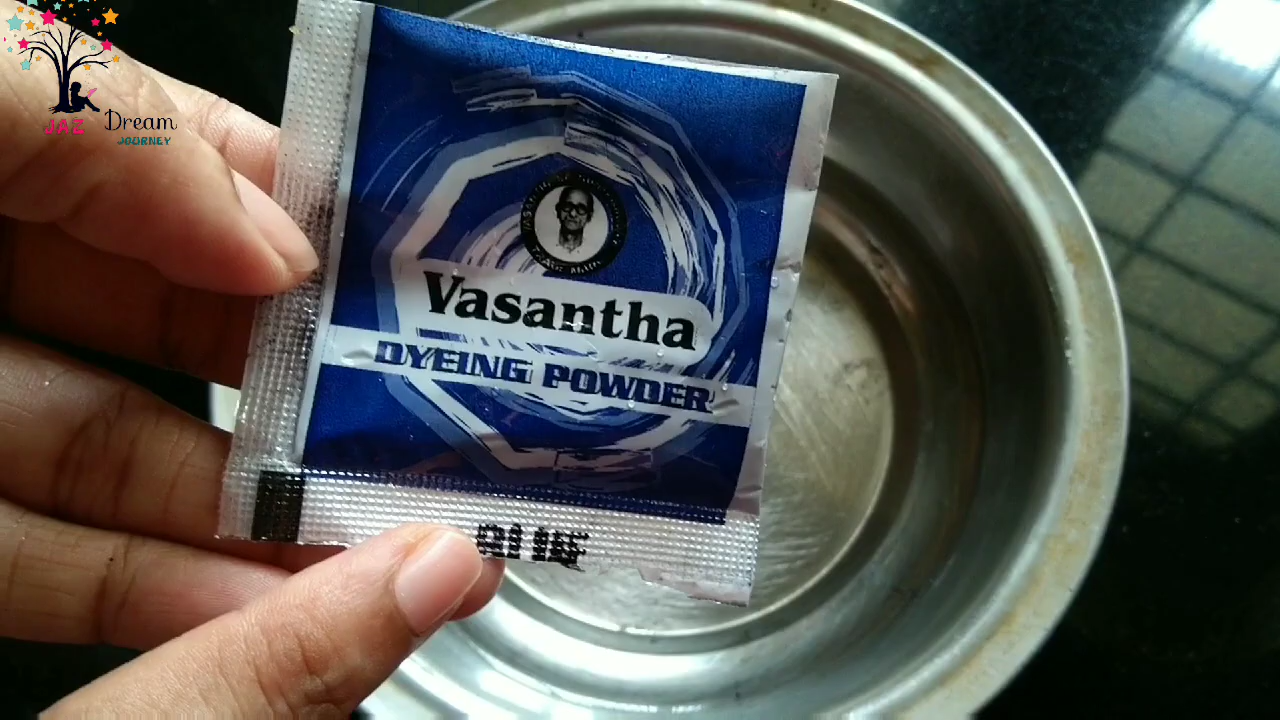 JAZ Dream
JOURNEY
Vasantha
DYEING POWDER
BLUE